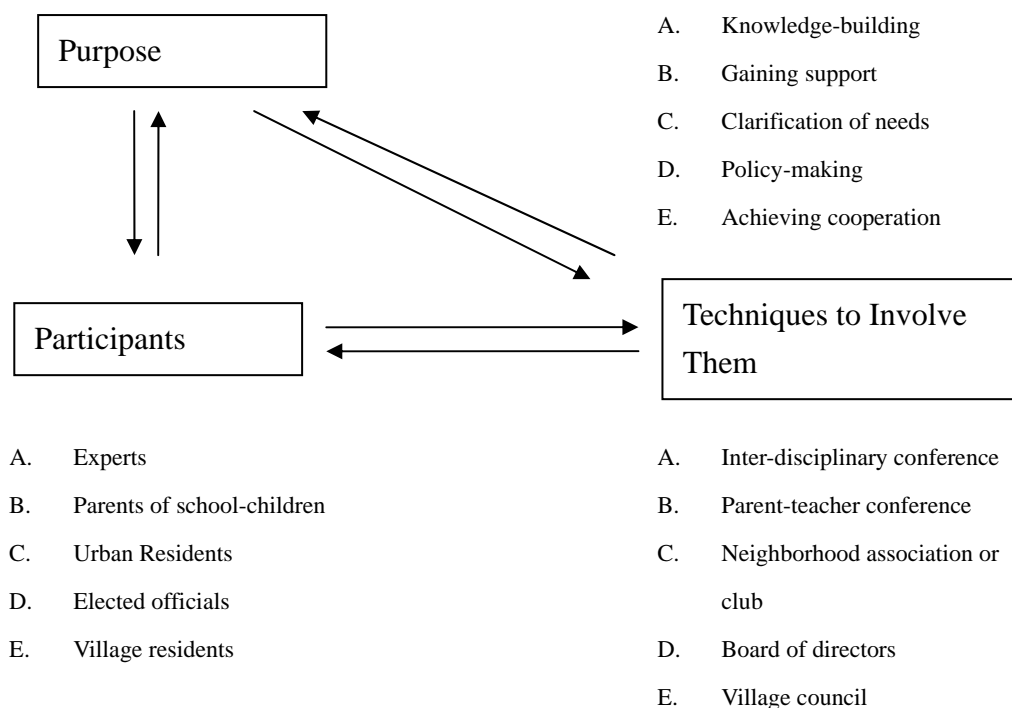 Purpose
A. Knowledge-building
B. Gaining support
C. Clarification of needs
D. Policy-making
E. Achieving cooperation
Participants
Techniques to Involve
Them
A. Experts
B. Parents of school-children
C. Urban Residents
D. Elected officials
E. Village residents
A. Inter-disciplinary conference
B. Parent-teacher conference
C. Neighborhood association or
club
D. Board of directors
E. Village council